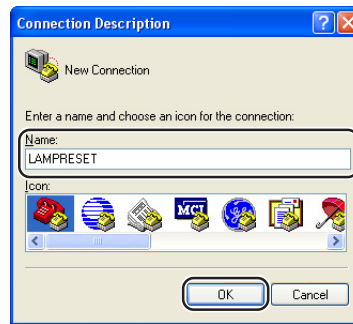 Connection Description
New Connection
Enter a name and choose an icon for the connection:
Name:
LAMPRESET
Icon:
MCI
OK
Cancel